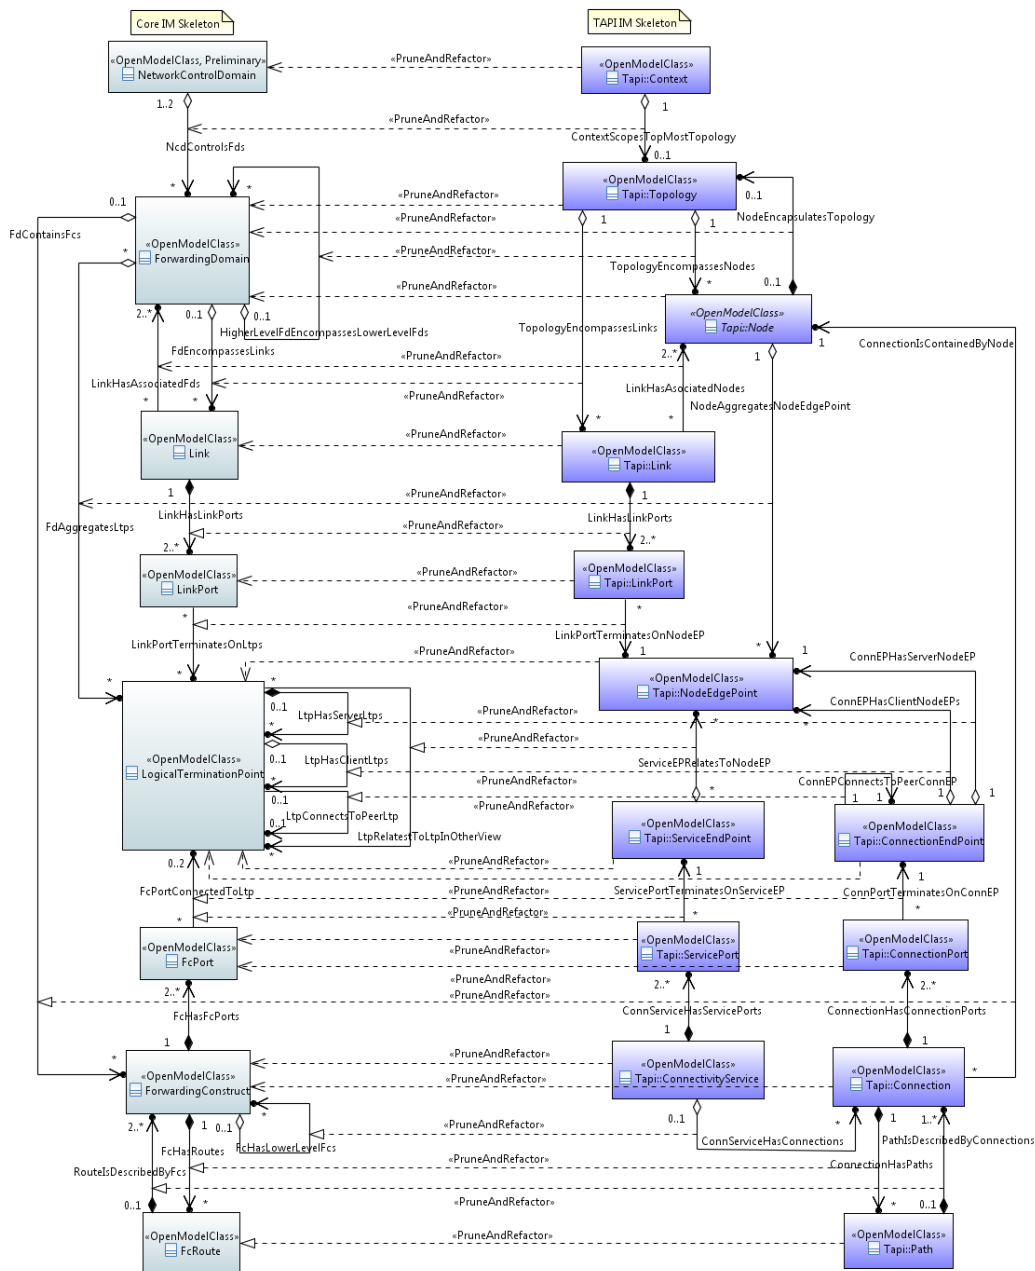 Core IM Skeleton
TAPI IM Skeleton
«OpenModelClass, Preliminary»
NetworkControlDomain
«PruneAndRefactor»
«OpenModelClass»
Tapi::Context
1..2
1
«PruneAndRefactor»
ContextScopesTopMostTopology
NcdControlsFds
0..1
*
*
«OpenModelClass»
Tapi::Topology
0..1
0..1
«PruneAndRefactor»
«PruneAndRefactor»
1
1
NodeEncapsulatesTopology
FdContainsFcs
«OpenModelClass»
ForwardingDomain
*
«PruneAndRefactor»
TopologyEncompassesNodes
0..1
*
«PruneAndRefactor»
2..*
0..1
0..1
HigherLevelFdEncompassesLowerLevelFds
«OpenModelClass»
Tapi::Node
TopologyEncompassesLinks
1
ConnectionIsContainedByNode
FdEncompassesLinks
2..*
1
«PruneAndRefactor»
LinkHasAssociatedFds
«PruneAndRefactor»
LinkHasAsociatedNodes
NodeAggregatesNodeEdgePoint
*
*
*
*
«OpenModelClass»
Link
«PruneAndRefactor»
«OpenModelClass»
Tapi::Link
1
1
«PruneAndRefactor»
LinkHasLinkPorts
LinkHasLinkPorts
FdAggregatesLtps
«PruneAndRefactor»
2..*
2..*
«OpenModelClass»
LinkPort
«PruneAndRefactor»
«OpenModelClass»
Tapi::LinkPort
*
*
«PruneAndRefactor»
LinkPortTerminatesOnLtps
LinkPortTerminatesOnNodeEP
1
*
1
«PruneAndRefactor»
ConnEPHasServerNodeEP
*
*
*
«OpenModelClass»
Tapi::NodeEdgePoint
0..1
LtpHasServerLtps
«PruneAndRefactor»
ConnEPHasClientNodeEPs
*
*
*
«OpenModelClass»
LogicalTerminationPoint
0..1
LtpHasClientLtps
«PruneAndRefactor»
ServiceEPRelatesToNodeEP
*
«PruneAndRefactor»
ConnEPConnectsToPeerConnEP
0..1
«PruneAndRefactor»
1
1
1
1
LtpConnectsToPeerLtp
0..1
LtpRelatestToLtpInOtherView
*
«OpenModelClass»
Tapi::ServiceEndPoint
«OpenModelClass»
Tapi::ConnectionEndPoint
0..2
«PruneAndRefactor»
1
1
FcPortConnectedToLtp
«PruneAndRefactor»
ServicePortTerminatesOnServiceEP
ConnPortTerminatesOnConnEP
*
«PruneAndRefactor»
*
*
«OpenModelClass»
FcPort
«PruneAndRefactor»
«OpenModelClass»
Tapi::ServicePort
«OpenModelClass»
Tapi::ConnectionPort
«PruneAndRefactor»
2..*
«PruneAndRefactor»
2..*
2..*
«PruneAndRefactor»
FcHasFcPorts
ConnServiceHasServicePorts
ConnectionHasConnectionPorts
1
1
1
*
«PruneAndRefactor»
«OpenModelClass»
ForwardingConstruct
«OpenModelClass»
Tapi::ConnectivityService
«OpenModelClass»
Tapi::Connection
*
«PruneAndRefactor»
2..*
1
0..1
*
«PruneAndRefactor»
0..1
*
1
1..*
FcHasRoutes
FcHasLowerLevelFcs
ConnServiceHasConnections
PathIsDescribedByConnections
RouteIsDescribedByFcs
«PruneAndRefactor»
ConnectionHasPaths
0..1
*
«PruneAndRefactor»
*
0..1
«OpenModelClass»
FcRoute
«PruneAndRefactor»
«OpenModelClass»
Tapi::Path